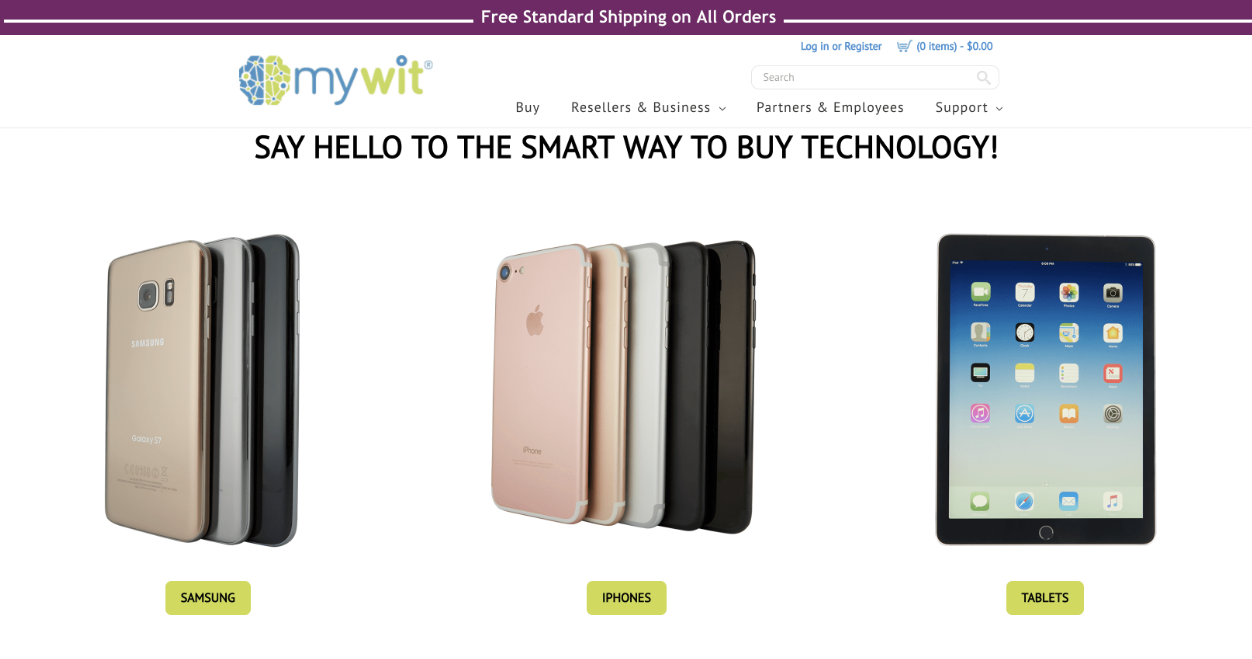 Free Standard Shipping on All Orders
Log in or Register (0 items) - $0.00
mywit®
Search
Buy Resellers & Business Partners & Employees Support
SAY HELLO TO THE SMART WAY TO BUY TECHNOLOGY!
SAMSUNG
Galaxy S7
iPhone
SAMSUNG IPHONES TABLETS